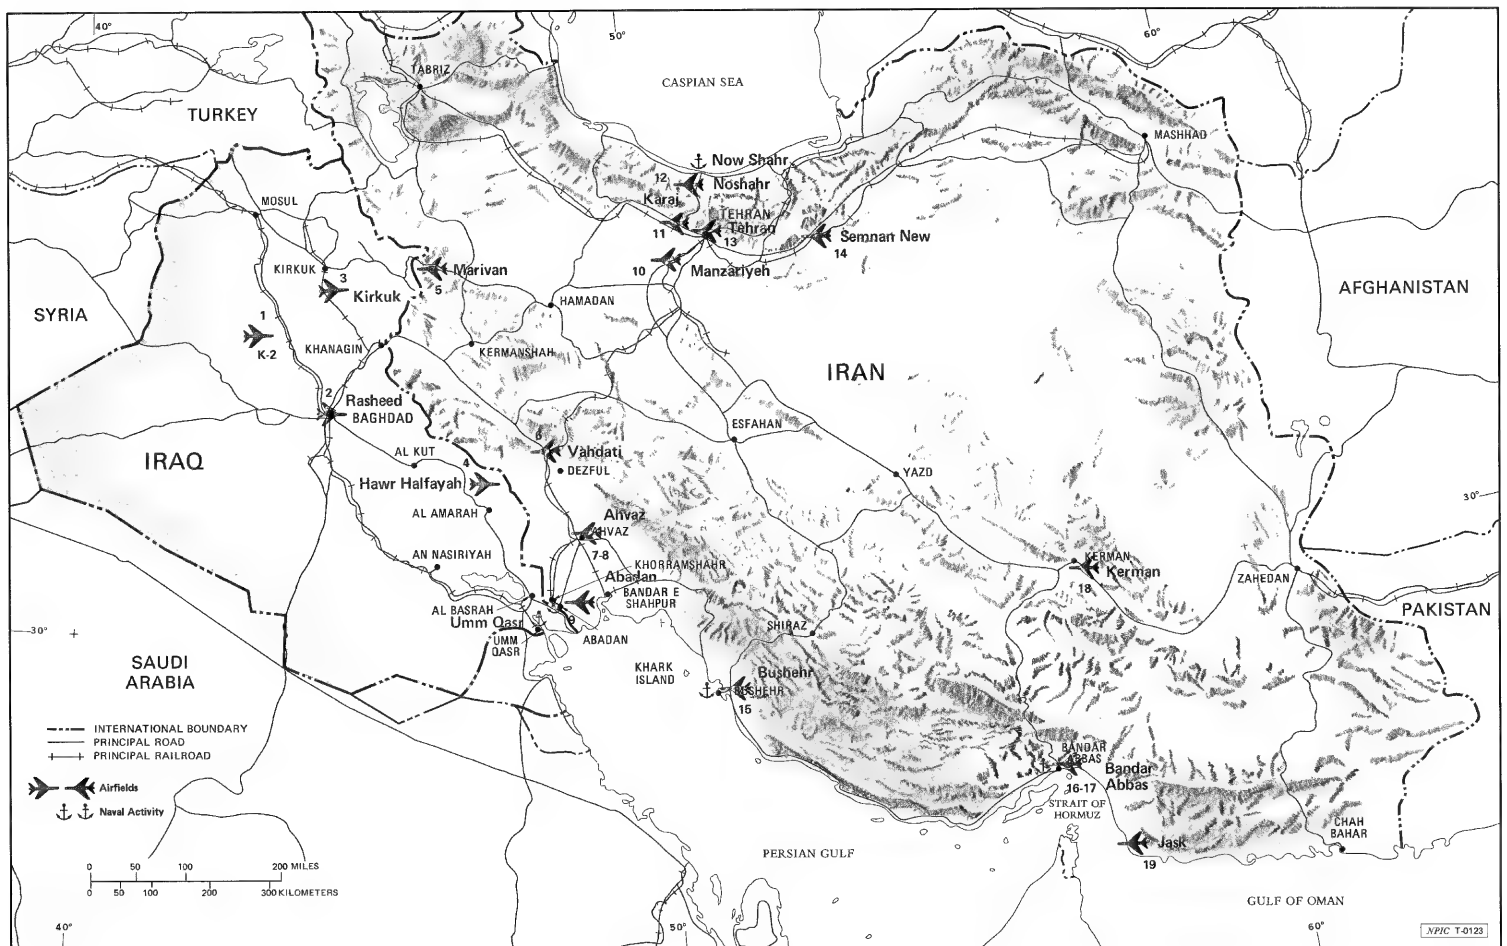 40°
50°
60°
TABRIZ
CASPIAN SEA
TURKEY
MASHHAD
Now Shahr
12
Noshahr
Karaj
MOSUL
TEHRAN
Tehran
11
13
Semnan New
14
KIRKUK
3
Marivan
5
10
Manzariyeh
Kirkuk
AFGHANISTAN
HAMADAN
SYRIA
1
K-2
KHANAGIN
KERMANSHAH
IRAN
2
Rasheed
BAGHDAD
ESFAHAN
6
Vahdati
AL KUT
IRAQ
4
DEZFUL
YAZD
Hawr Halfayah
30°
AL AMARAH
Ahvaz
AHVAZ
7-8
AN NASIRIYAH
KHORRAMSHAHR
KERMAN
Kerman
Abadan
ZAHEDAN
BANDAR E
SHAHPUR
18
AL BASRAH
PAKISTAN
Umm Qasr
9
30°
SHIRAZ
UMM
QASR
ABADAN
SAUDI
ARABIA
KHARK
ISLAND
Bushehr
BUSHEHR
15
INTERNATIONAL BOUNDARY
PRINCIPAL ROAD
PRINCIPAL RAILROAD
BANDAR
ABBAS
Bandar
Abbas
16-17
Airfields
STRAIT OF
HORMUZ
Naval Activity
CHAH
BAHAR
Jask
PERSIAN GULF
19
0 50 100 200 MILES
0 50 100 200 300 KILOMETERS
GULF OF OMAN
40°
50°
60°
NPIC T-0123